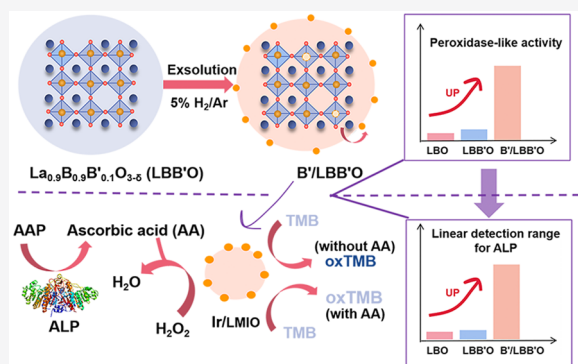 Exsolution
5% H₂/Ar
La₀.₉B₀.₉B'₀.₁O₃₋δ (LBB'O)
B'/LBB'O
Peroxidase-like activity
UP
LBO LBB'O B'/LBB'O
AAP
Ascorbic acid (AA)
ALP
H₂O
H₂O₂
Ir/LMIO
TMB
(without AA)
oxTMB
oxTMB
(with AA)
TMB
Linear detection range
for ALP
UP
LBO LBB'O B'/LBB'O